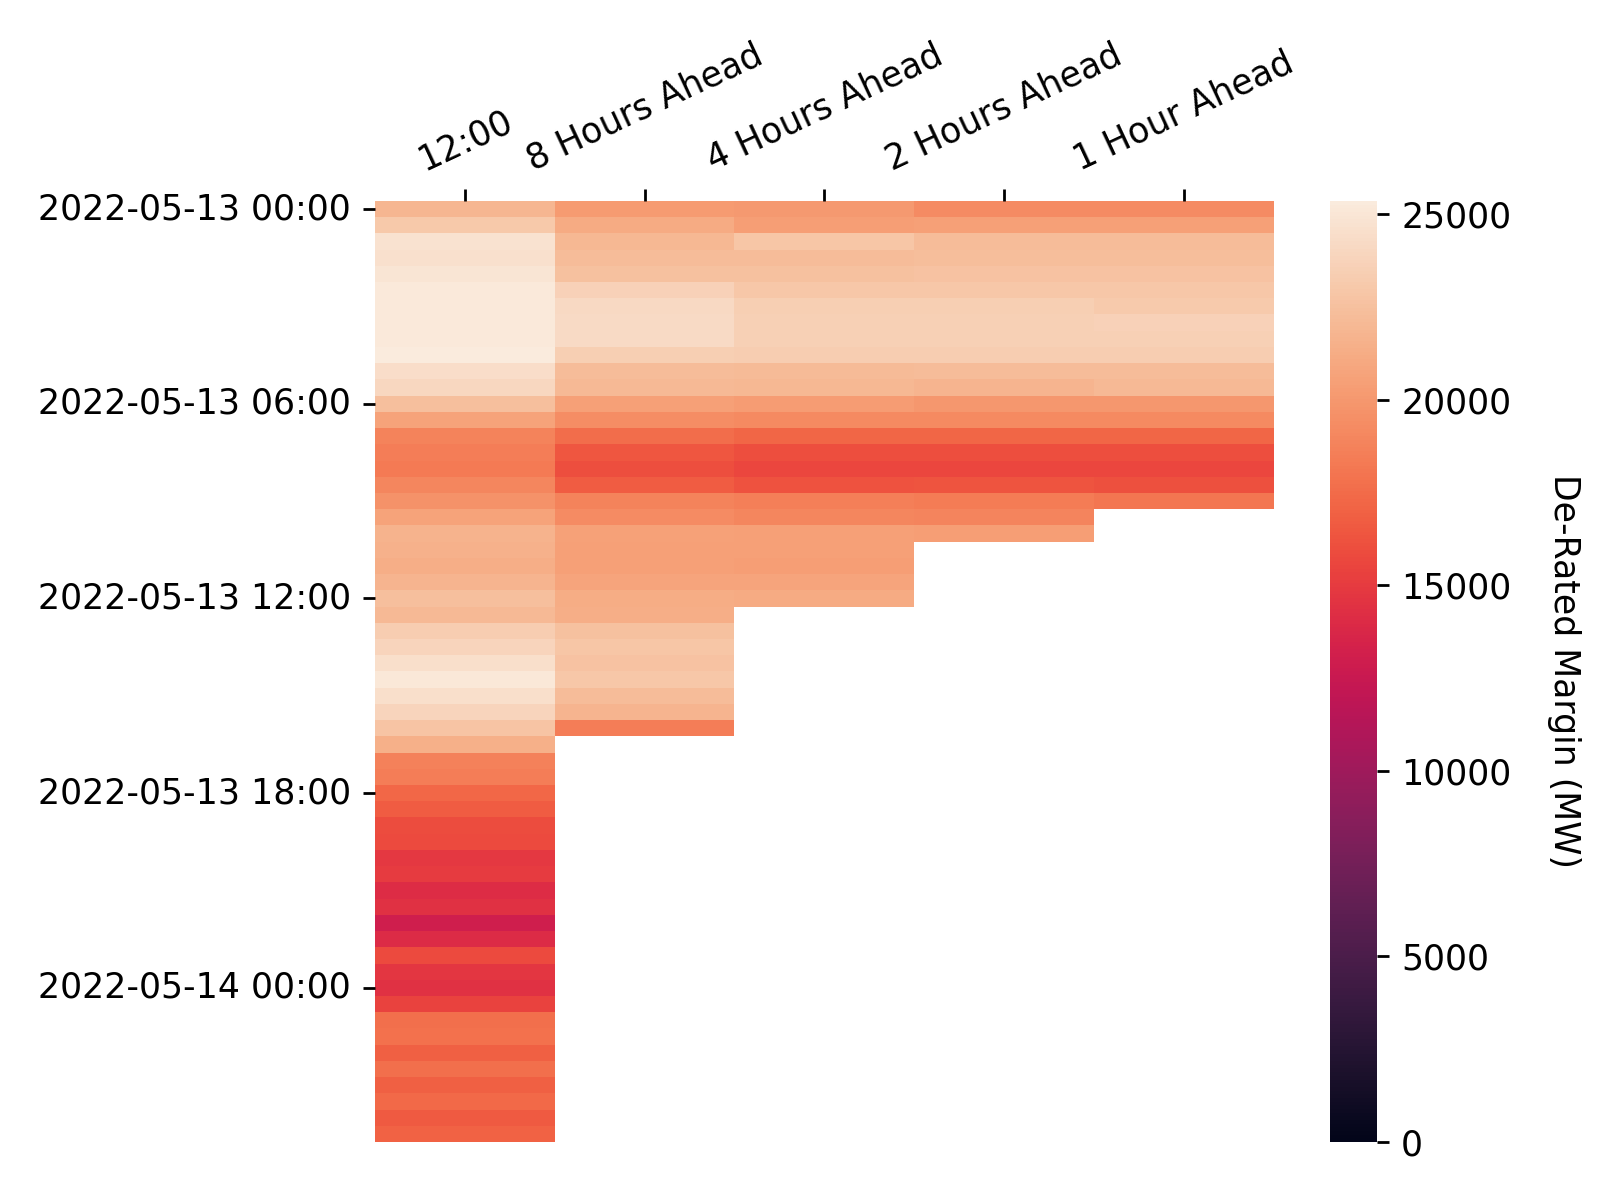 12:00
8 Hours Ahead
4 Hours Ahead
2 Hours Ahead
1 Hour Ahead
2022-05-13 00:00
2022-05-13 06:00
2022-05-13 12:00
2022-05-13 18:00
2022-05-14 00:00
25000
20000
15000
10000
5000
0
De-Rated Margin (MW)